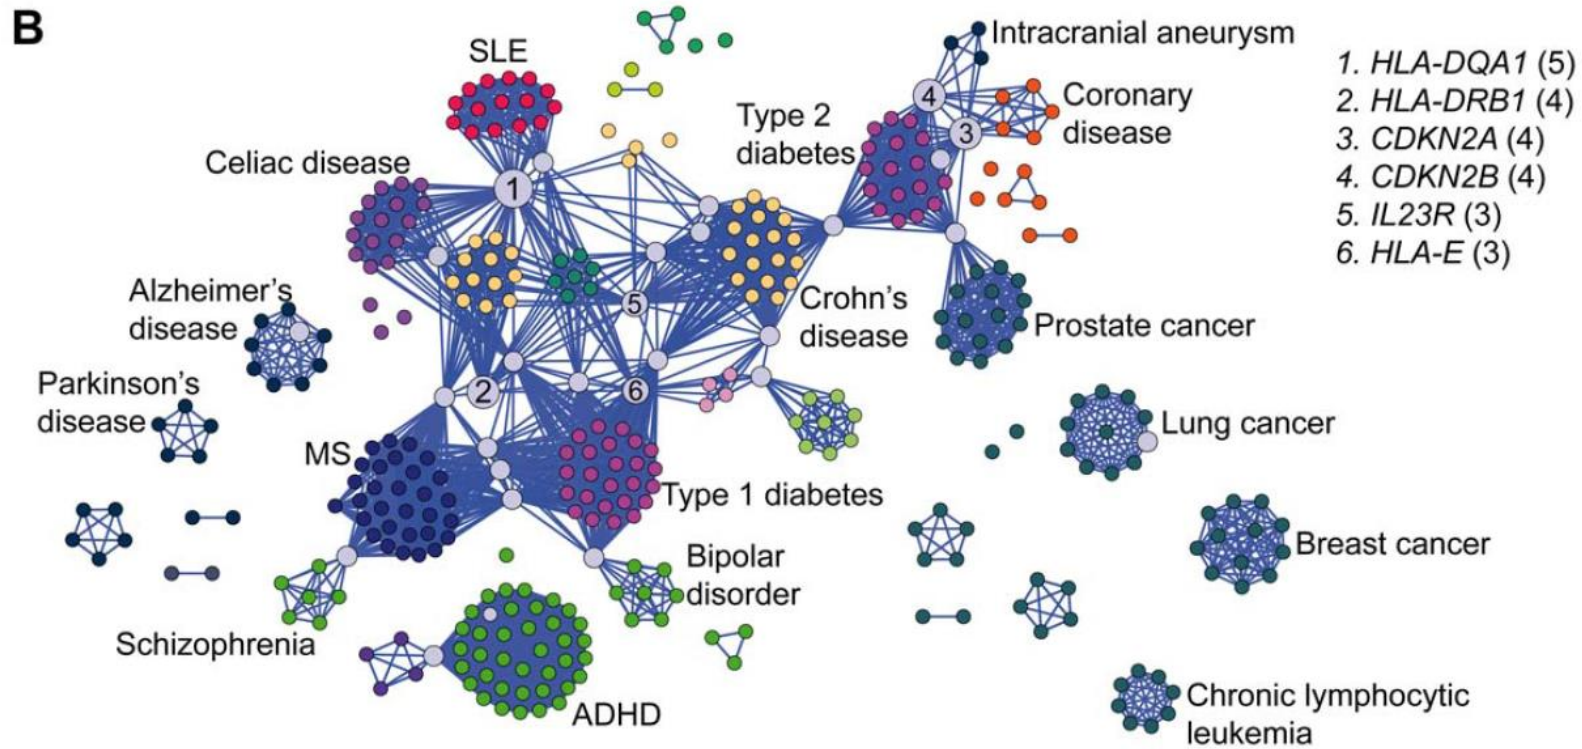 B
SLE
Intracranial aneurysm
1. HLA-DQA1 (5)
2. HLA-DRB1 (4)
3. CDKN2A (4)
4. CDKN2B (4)
5. IL23R (3)
6. HLA-E (3)
4
Coronary
disease
3
Type 2
diabetes
Celiac disease
1
Alzheimer's
disease
5
Crohn's
disease
Prostate cancer
Parkinson's
disease
2
6
Lung cancer
MS
Type 1 diabetes
Breast cancer
Bipolar
disorder
Schizophrenia
ADHD
Chronic lymphocytic
leukemia